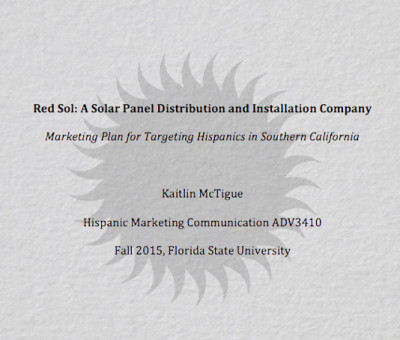 Red Sol: A Solar Panel Distribution and Installation Company
Marketing Plan for Targeting Hispanics in Southern California
Kaitlin McTigue
Hispanic Marketing Communication ADV3410
Fall 2015, Florida State University